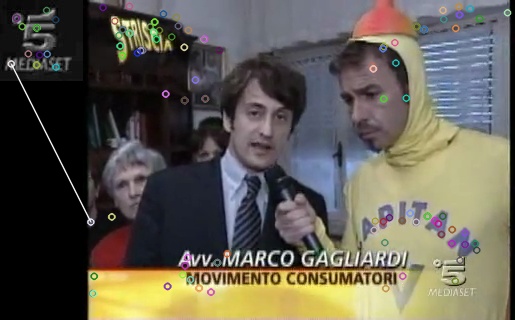 5
MEDIASET
STRISCIA
CAPITAN
Avv. MARCO GAGLIARDI
MOVIMENTO CONSUMATORI
5
MEDIASET